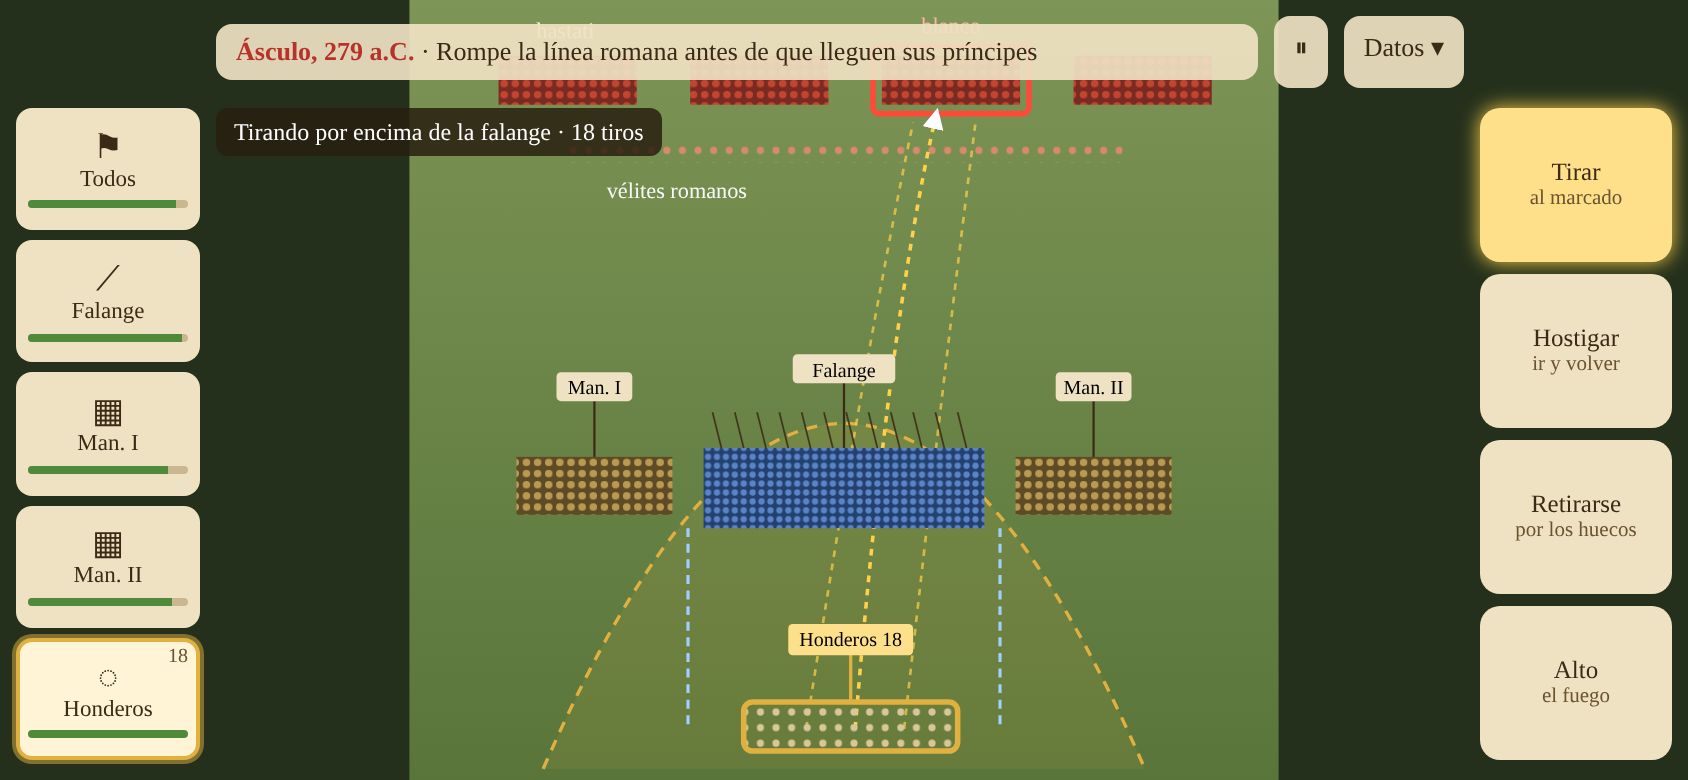 hastati
blanco
Ásculo, 279 a.C. · Rompe la línea romana antes de que lleguen sus príncipes
Datos ▾
Tirando por encima de la falange · 18 tiros
vélites romanos
Todos
Falange
Man. I
Man. II
18
Honderos
Man. I
Falange
Man. II
Honderos 18
Tirar
al marcado
Hostigar
ir y volver
Retirarse
por los huecos
Alto
el fuego